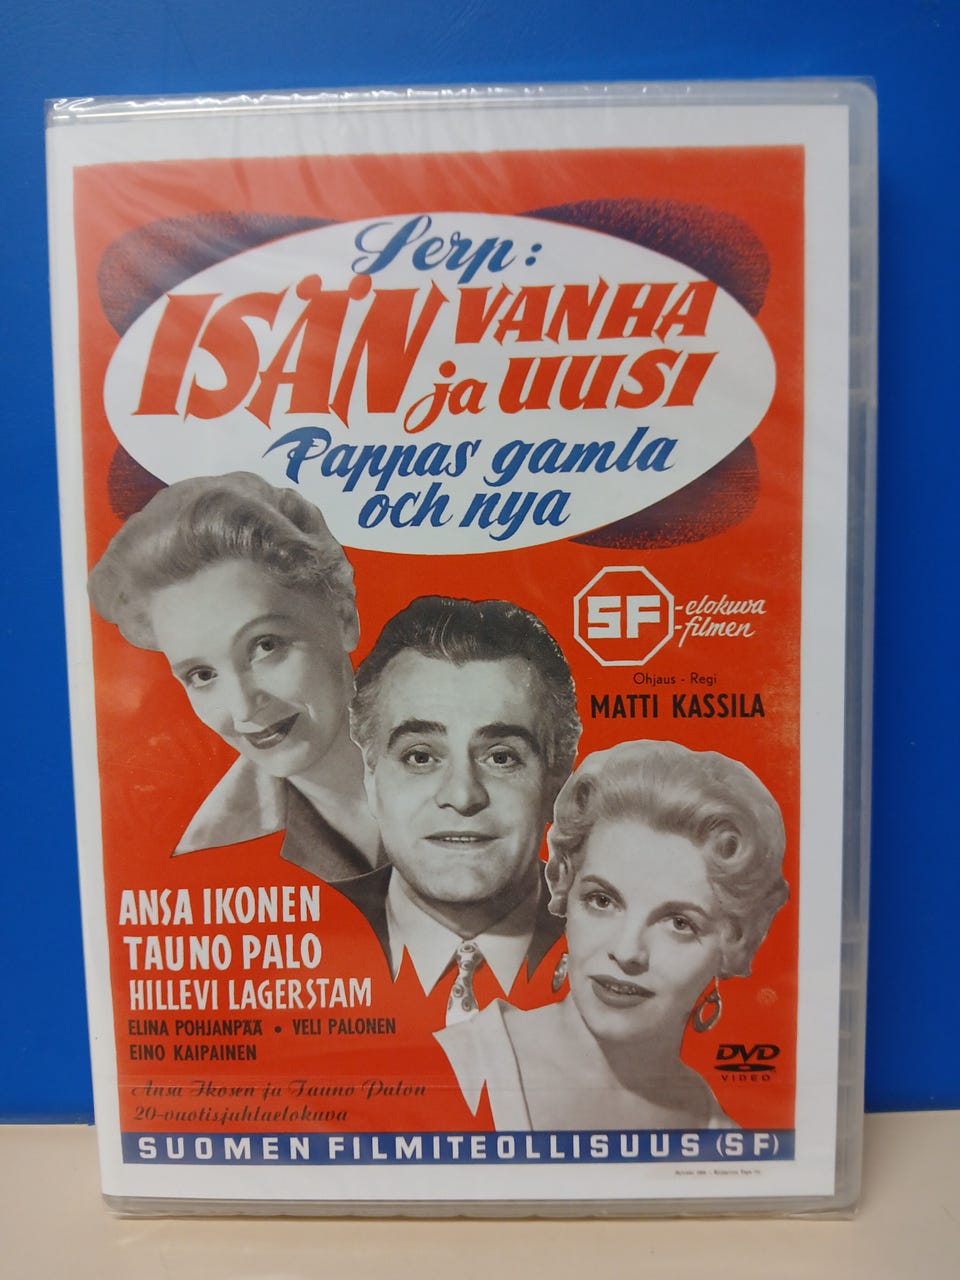 Serp:
ISÄN VANHA
ja UUSI
Pappas gamla
och nya
SF -elokuva
-filmen
Ohjaus - Regi
MATTI KASSILA
ANSA IKONEN
TAUNO PALO
HILLEVI LAGERSTAM
ELINA POHJANPÄÄ • VELI PALONEN
EINO KAIPAINEN
Ansa Ikosen ja Tauno Palon
20-vuotisjuhlaelokuva
DVD
VIDEO
SUOMEN FILMITEOLLISUUS (SF)